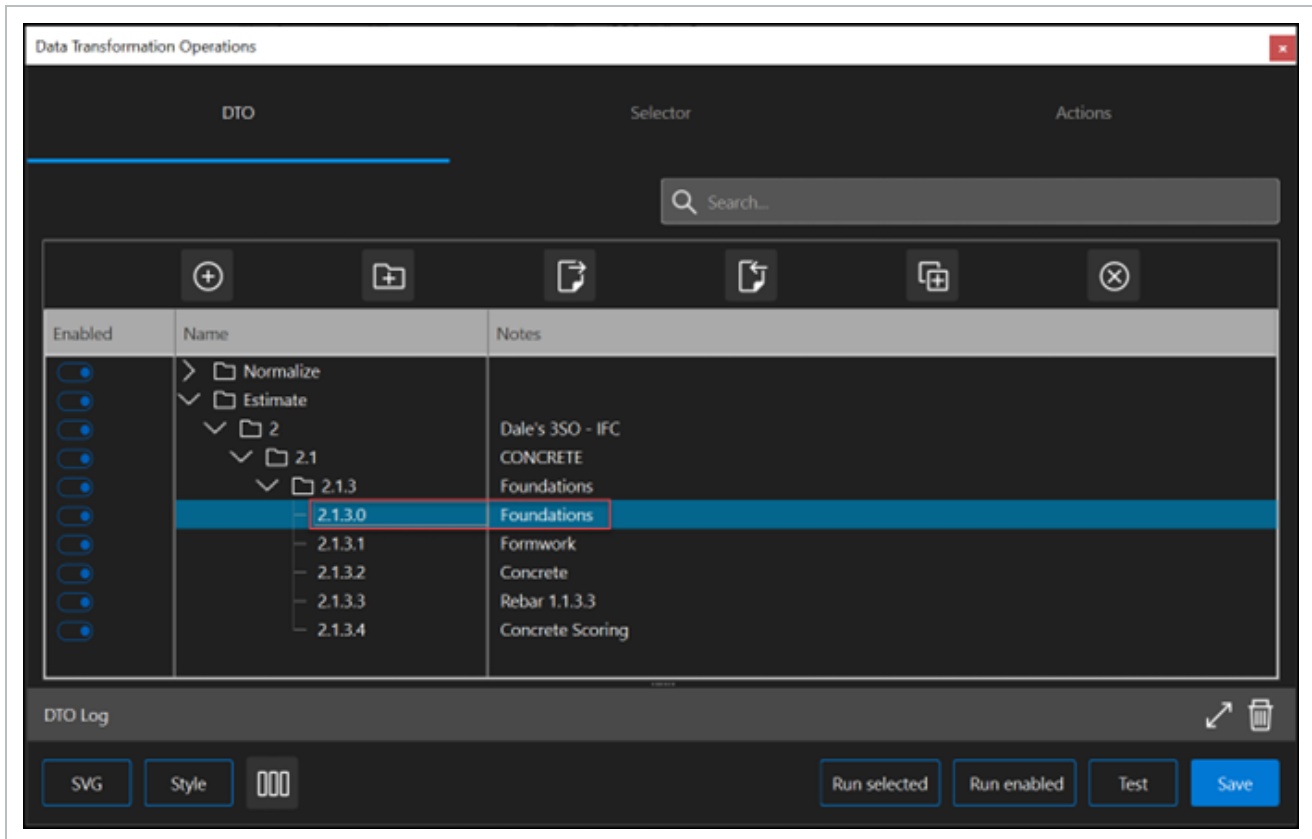 Data Transformation Operations
DTO Selector Actions
Search...
Enabled Name Notes
Normalize
Estimate
2 Dale's 3SO - IFC
2.1 CONCRETE
2.1.3 Foundations
2.1.3.0 Foundations
2.1.3.1 Formwork
2.1.3.2 Concrete
2.1.3.3 Rebar 1.1.3.3
2.1.3.4 Concrete Scoring
DTO Log
SVG Style Run selected Run enabled Test Save